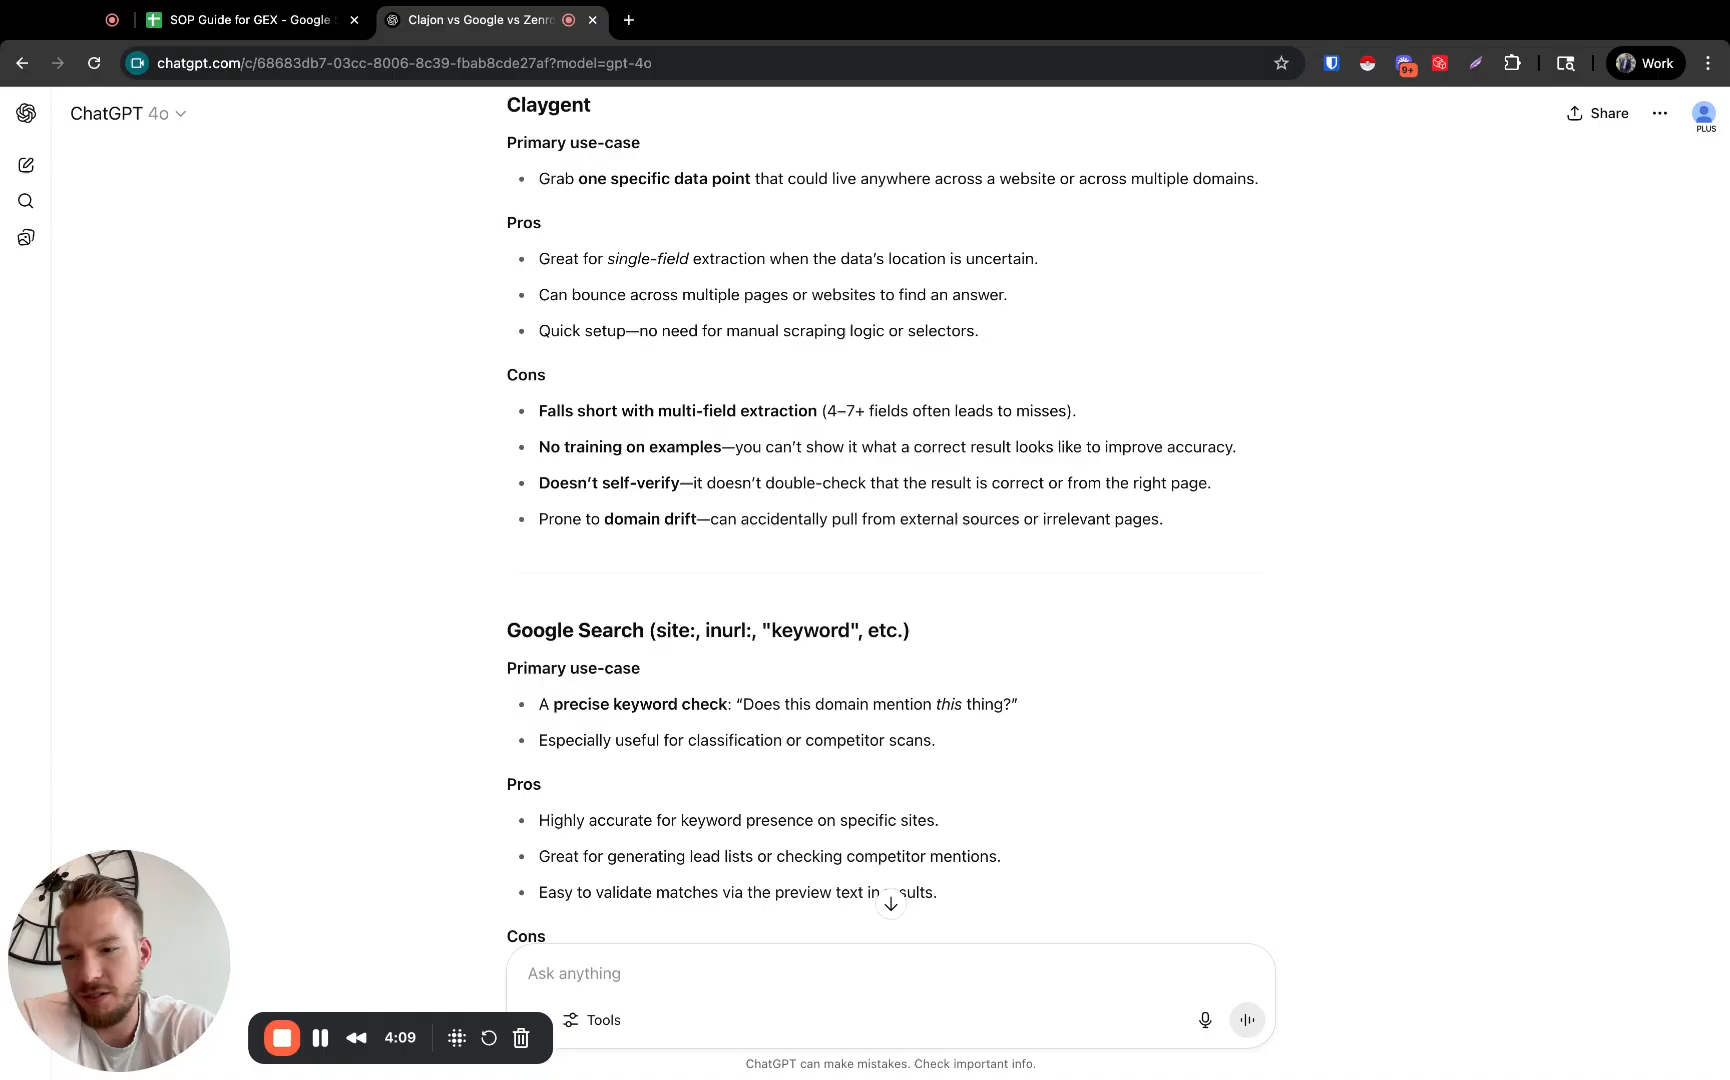 SOP Guide for GEX - Google
Clajon vs Google vs Zenro
chatgpt.com/c/68683db7-03cc-8006-8c39-fbab8cde27af?model=gpt-4o
9+
Work
ChatGPT 4o
Share
PLUS
Claygent
Primary use-case
Grab one specific data point that could live anywhere across a website or across multiple domains.
Pros
Great for single-field extraction when the data’s location is uncertain.
Can bounce across multiple pages or websites to find an answer.
Quick setup—no need for manual scraping logic or selectors.
Cons
Falls short with multi-field extraction (4–7+ fields often leads to misses).
No training on examples—you can’t show it what a correct result looks like to improve accuracy.
Doesn’t self-verify—it doesn’t double-check that the result is correct or from the right page.
Prone to domain drift—can accidentally pull from external sources or irrelevant pages.
Google Search (site:, inurl:, "keyword", etc.)
Primary use-case
A precise keyword check: “Does this domain mention this thing?”
Especially useful for classification or competitor scans.
Pros
Highly accurate for keyword presence on specific sites.
Great for generating lead lists or checking competitor mentions.
Easy to validate matches via the preview text in results.
Cons
Ask anything
Tools
4:09
ChatGPT can make mistakes. Check important info.